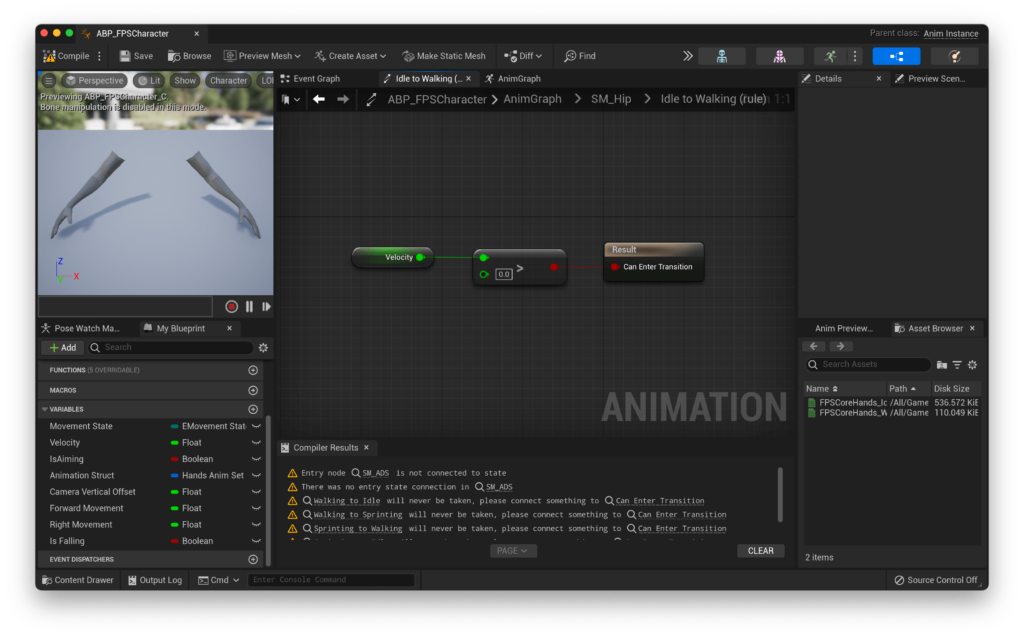 ABP_FPSCharacter
Parent class: Anim Instance
Compile Save Browse Preview Mesh Create Asset Make Static Mesh Diff Find
Perspective Lit Show Character LOI
Previewing ABP_FPSCharacter_C
Bone manipulation is disabled in this mode.
Z
X
Y
Event Graph
Idle to Walking (...
AnimGraph
ABP_FPSCharacter > AnimGraph > SM_Hip > Idle to Walking (rule)
1:1
Velocity
0.0
>
Result
Can Enter Transition
ANIMATION
Details
Preview Scen...
Pose Watch Ma...
My Blueprint
+ Add
Search
FUNCTIONS (5 OVERRIDABLE)
MACROS
VARIABLES
Movement State EMovement Stat
Velocity Float
IsAiming Boolean
Animation Struct Hands Anim Set
Camera Vertical Offset Float
Forward Movement Float
Right Movement Float
Is Falling Boolean
EVENT DISPATCHERS
Compiler Results
Entry node SM_ADS is not connected to state
There was no entry state connection in SM_ADS
Walking to Idle will never be taken, please connect something to Can Enter Transition
Walking to Sprinting will never be taken, please connect something to Can Enter Transition
Sprinting to Walking will never be taken, please connect something to Can Enter Transition
PAGE
CLEAR
Anim Preview...
Asset Browser
Search Assets
Name Path Disk Size
FPSCoreHands_Ic /All/Game 536.572 KiE
FPSCoreHands_W /All/Game 110.049 KiE
2 items
Content Drawer Output Log Cmd Enter Console Command Source Control Off